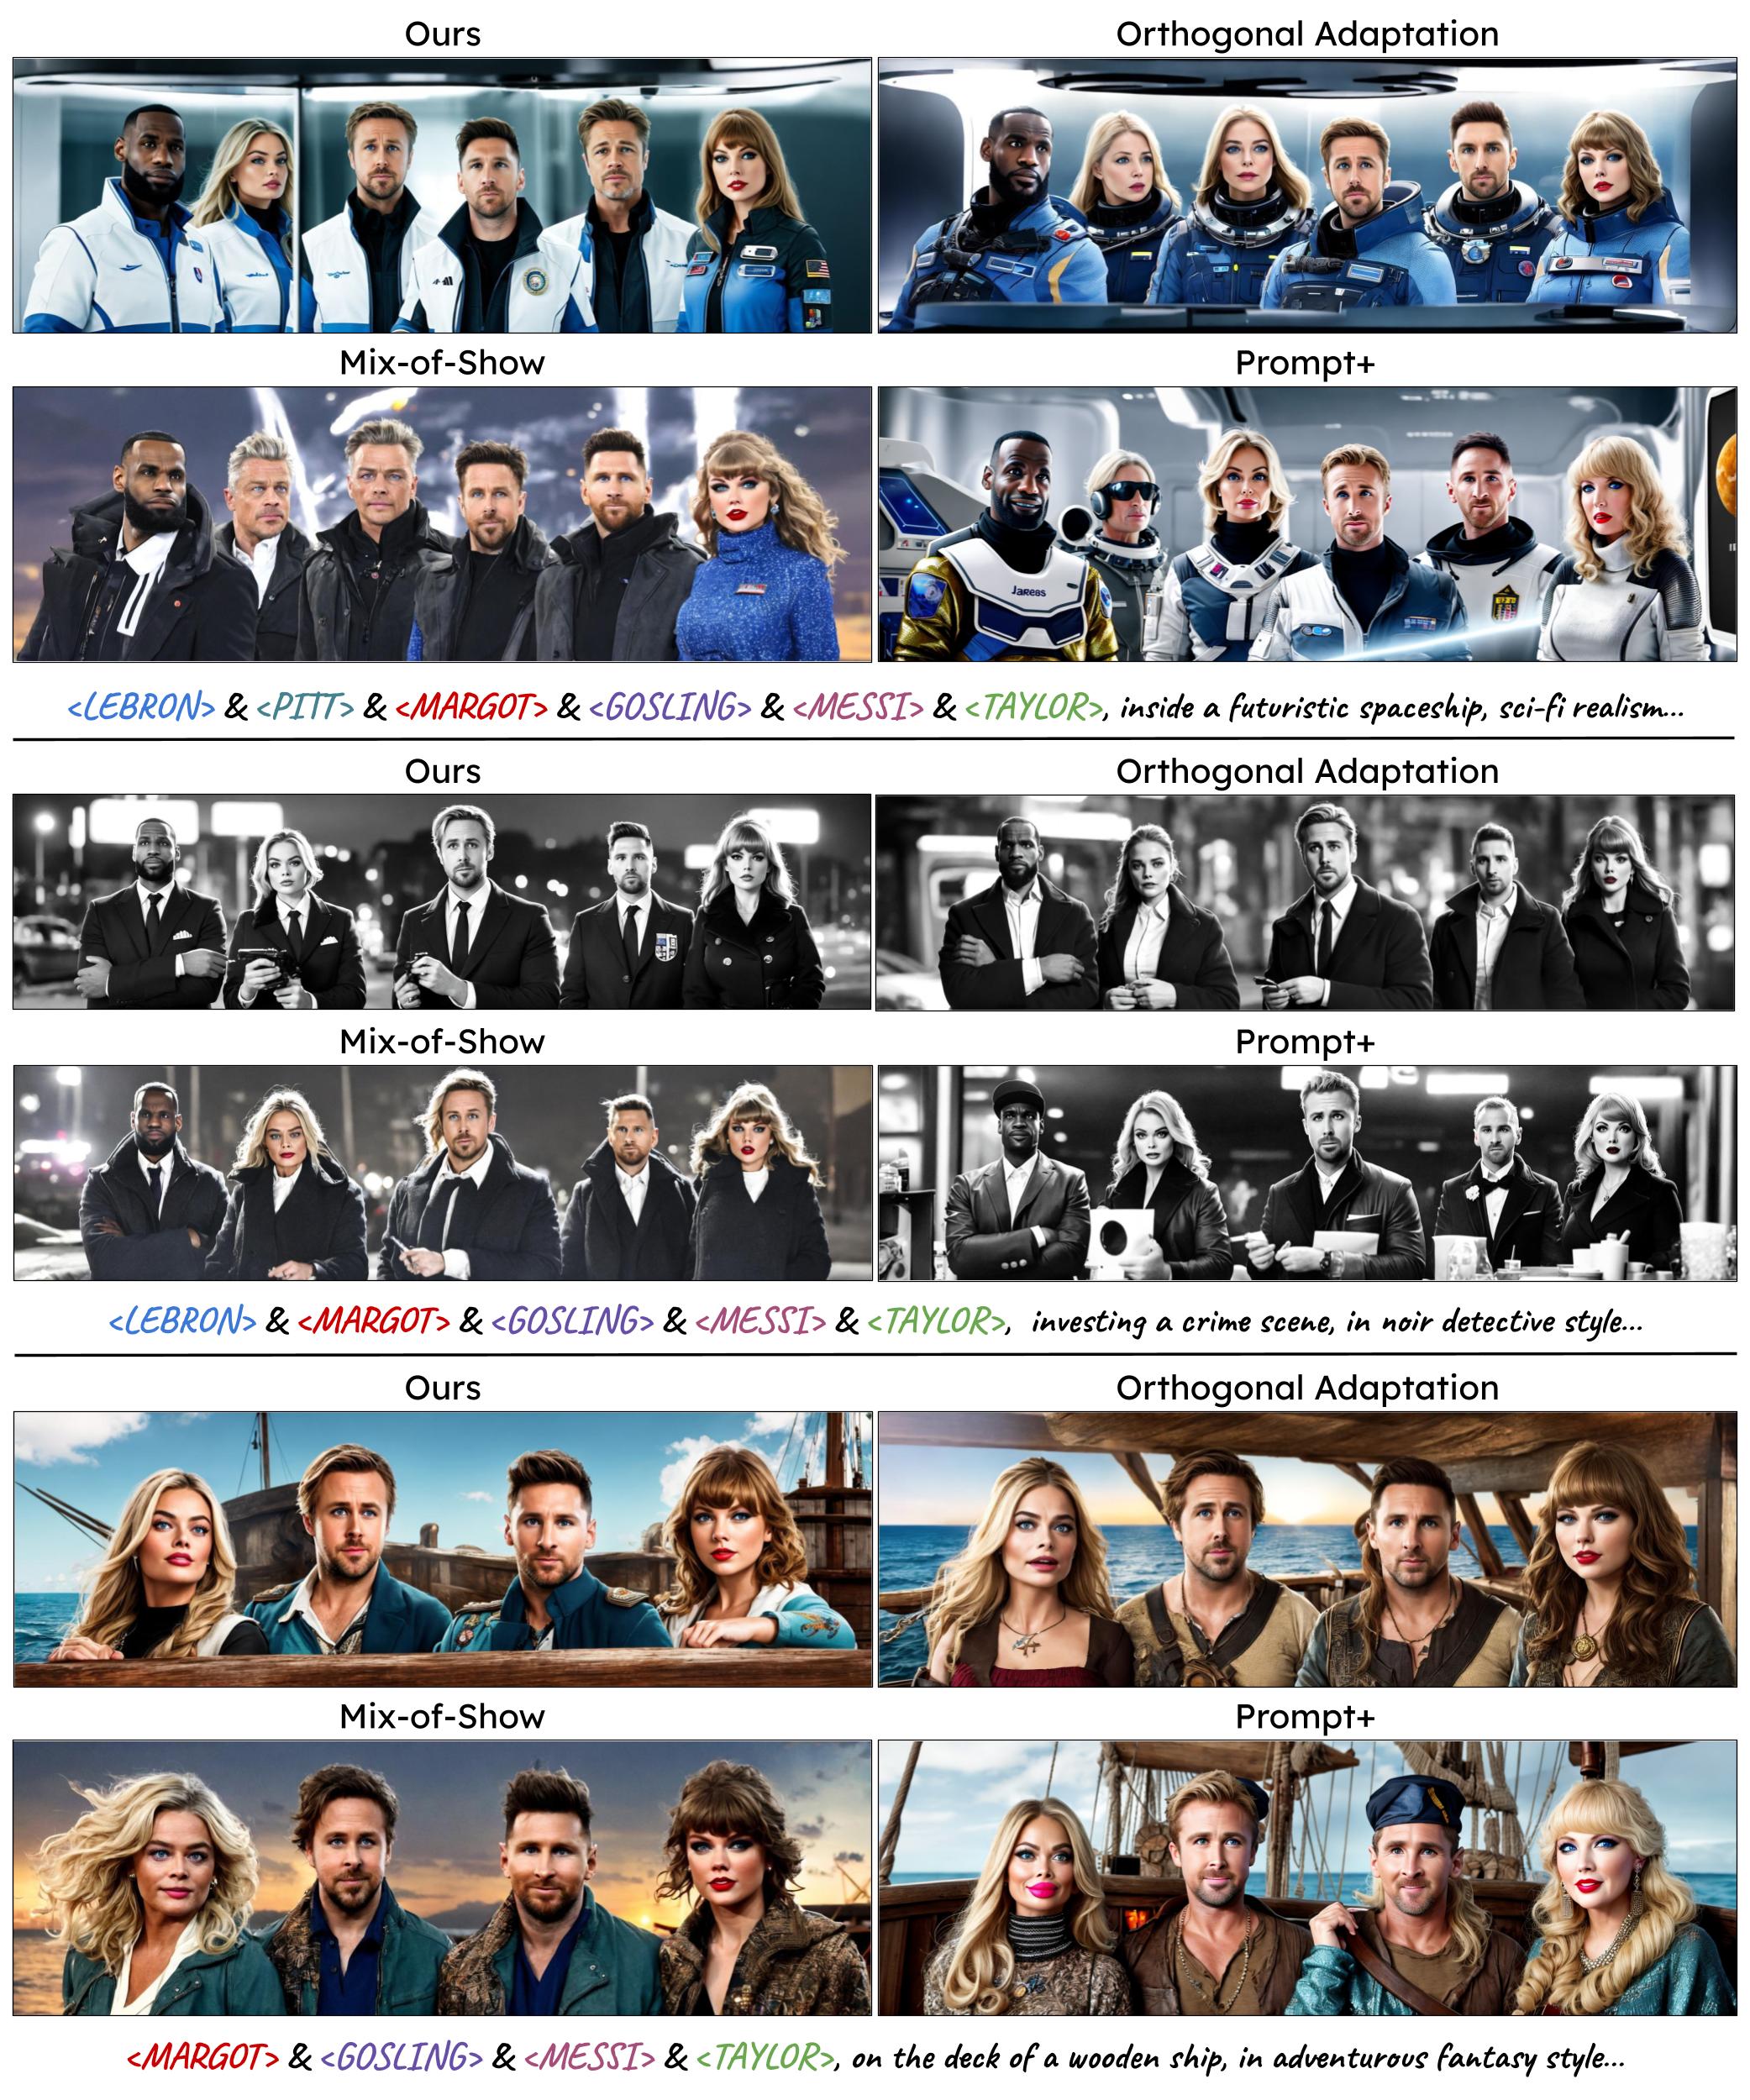 Ours
Orthogonal Adaptation
Mix-of-Show
Prompt+
Jareas
<LEBRON> & <PITT> & <MARGOT> & <GOSLING> & <MESSI> & <TAYLOR>, inside a futuristic spaceship, sci-fi realism...
Ours
Orthogonal Adaptation
Mix-of-Show
Prompt+
<LEBRON> & <MARGOT> & <GOSLING> & <MESSI> & <TAYLOR>, investing a crime scene, in noir detective style...
Ours
Orthogonal Adaptation
Mix-of-Show
Prompt+
<MARGOT> & <GOSLING> & <MESSI> & <TAYLOR>, on the deck of a wooden ship, in adventurous fantasy style...